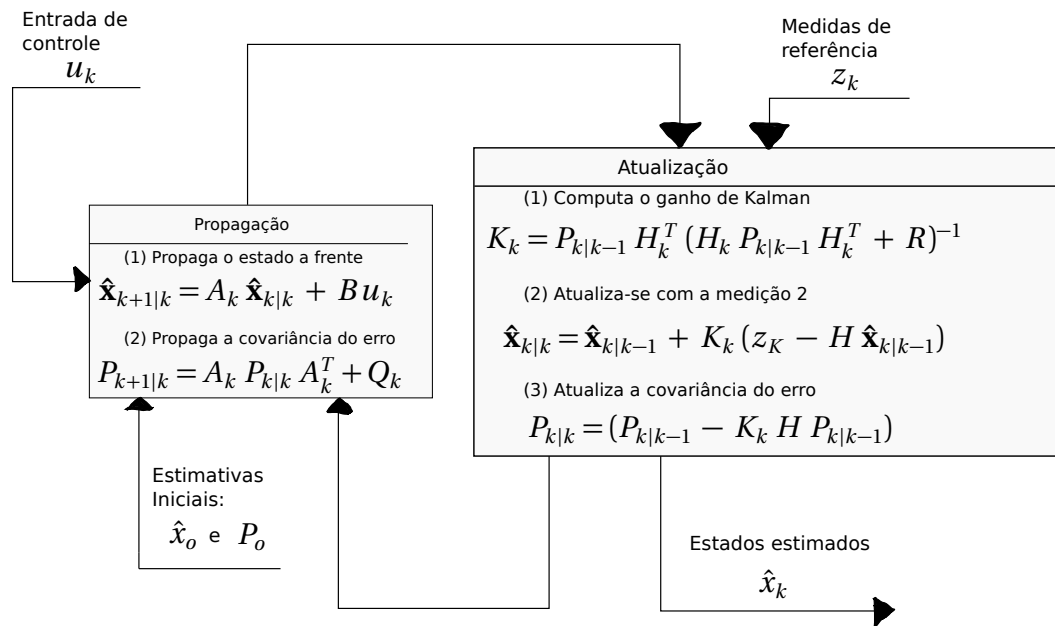 Entrada de
controle
u_k
Medidas de
referência
z_k
Propagação
(1) Propaga o estado a frente
x̂_{k+1|k} = A_k x̂_{k|k} + B u_k
(2) Propaga a covariância do erro
P_{k+1|k} = A_k P_{k|k} A_k^T + Q_k
Atualização
(1) Computa o ganho de Kalman
K_k = P_{k|k−1} H_k^T (H_k P_{k|k−1} H_k^T + R)^{−1}
(2) Atualiza-se com a medição 2
x̂_{k|k} = x̂_{k|k−1} + K_k (z_K − H x̂_{k|k−1})
(3) Atualiza a covariância do erro
P_{k|k} = (P_{k|k−1} − K_k H P_{k|k−1})
Estimativas
Iniciais:
x̂_o e P_o
Estados estimados
x̂_k